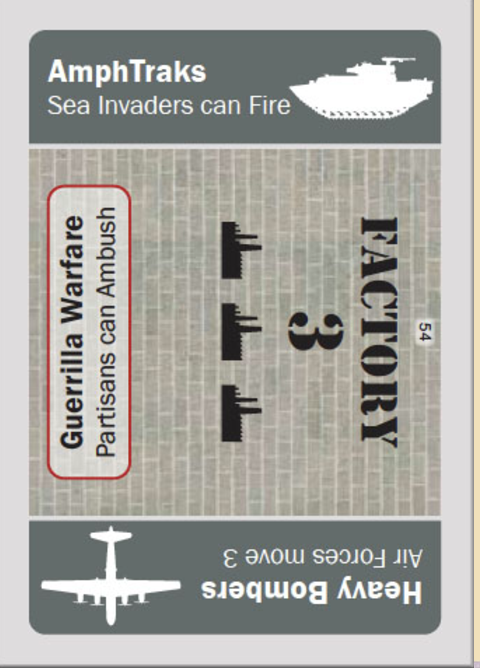 AmphTraks
Sea Invaders can Fire
54
FACTORY
3
Guerrilla Warfare
Partisans can Ambush
Heavy Bombers
Air Forces move 3